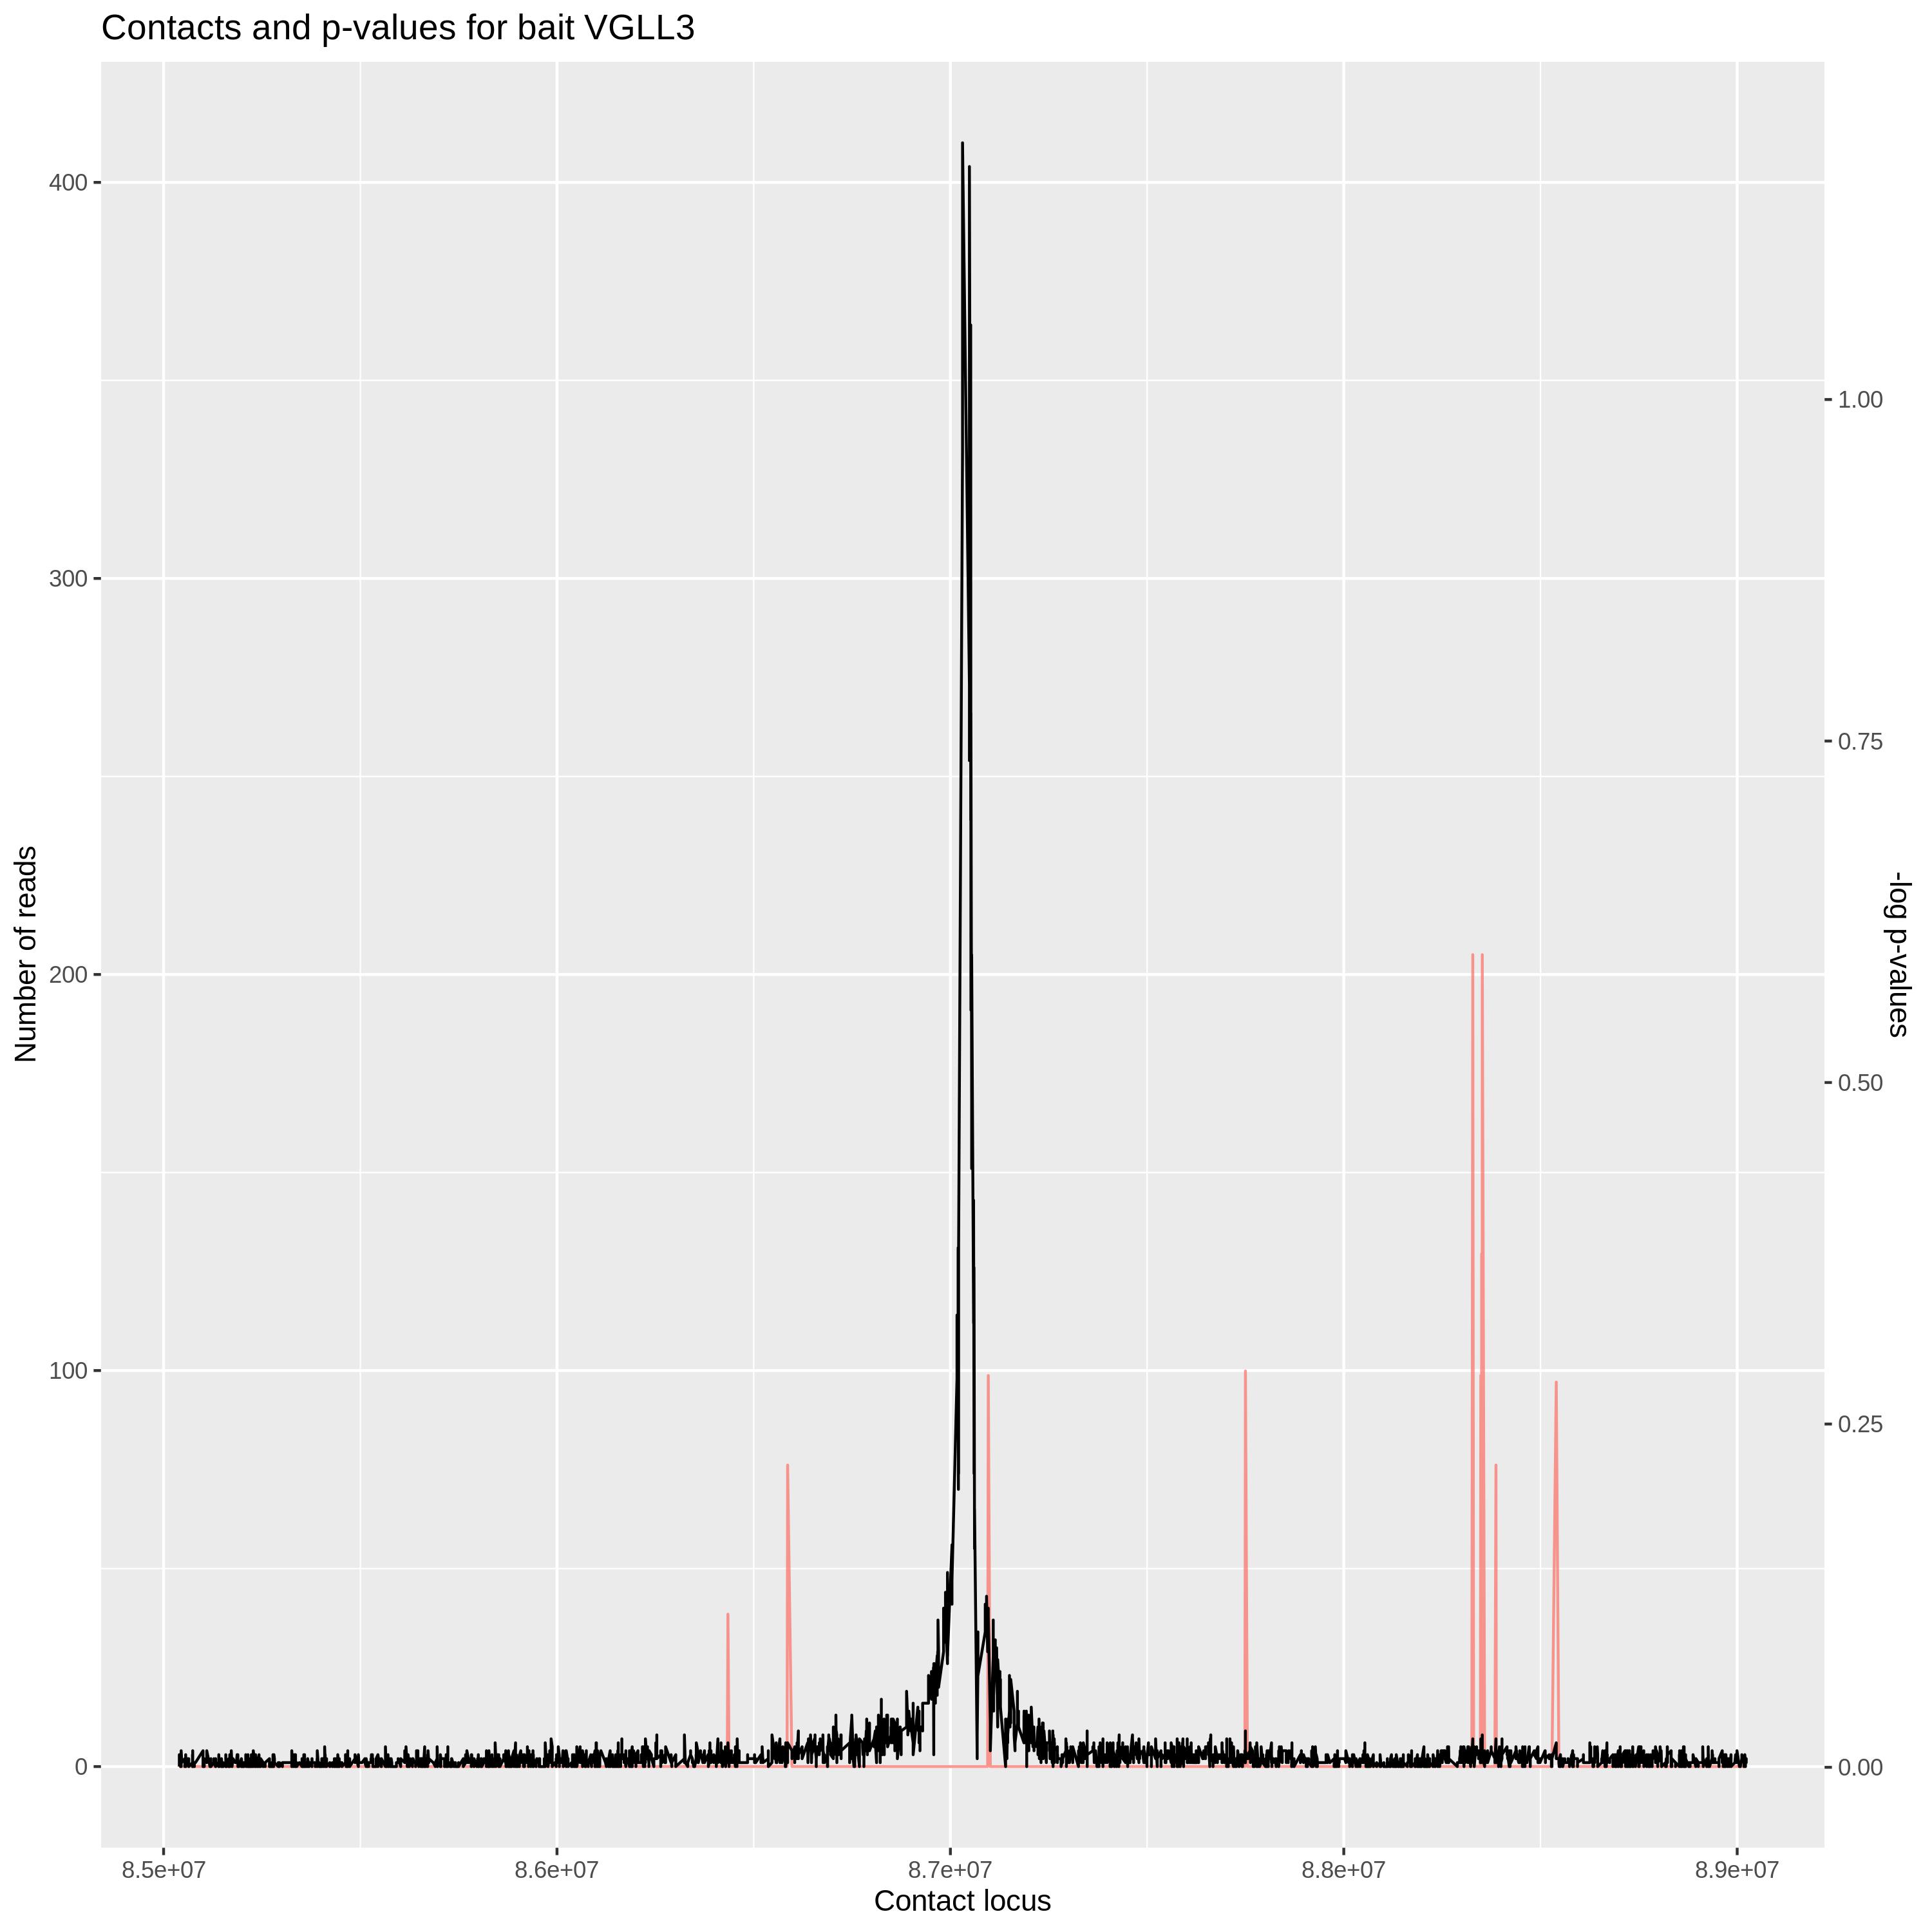 Contacts and p-values for bait VGLL3
400
300
200
100
0
Number of reads
1.00
0.75
0.50
0.25
0.00
-log p-values
8.5e+07 8.6e+07 8.7e+07 8.8e+07 8.9e+07
Contact locus